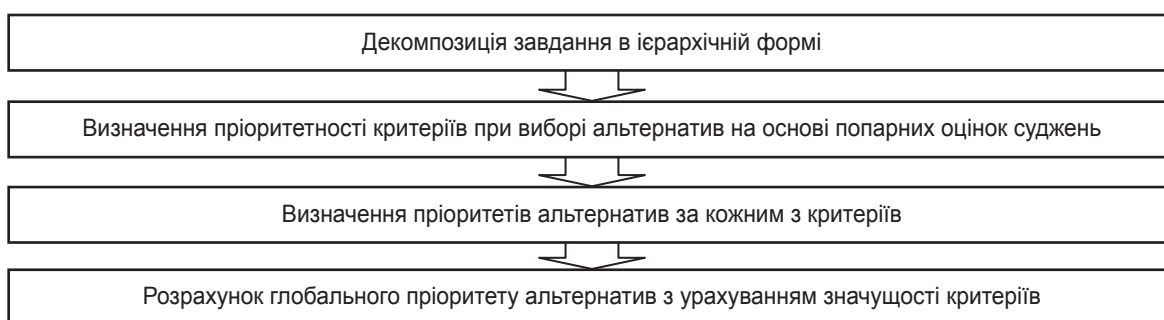 Декомпозиція завдання в ієрархічній формі
Визначення пріоритетності критеріїв при виборі альтернатив на основі попарних оцінок суджень
Визначення пріоритетів альтернатив за кожним з критеріїв
Розрахунок глобального пріоритету альтернатив з урахуванням значущості критеріїв